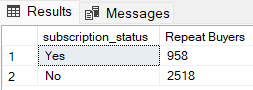 Results Messages
subscription_status Repeat Buyers
1 Yes 958
2 No 2518